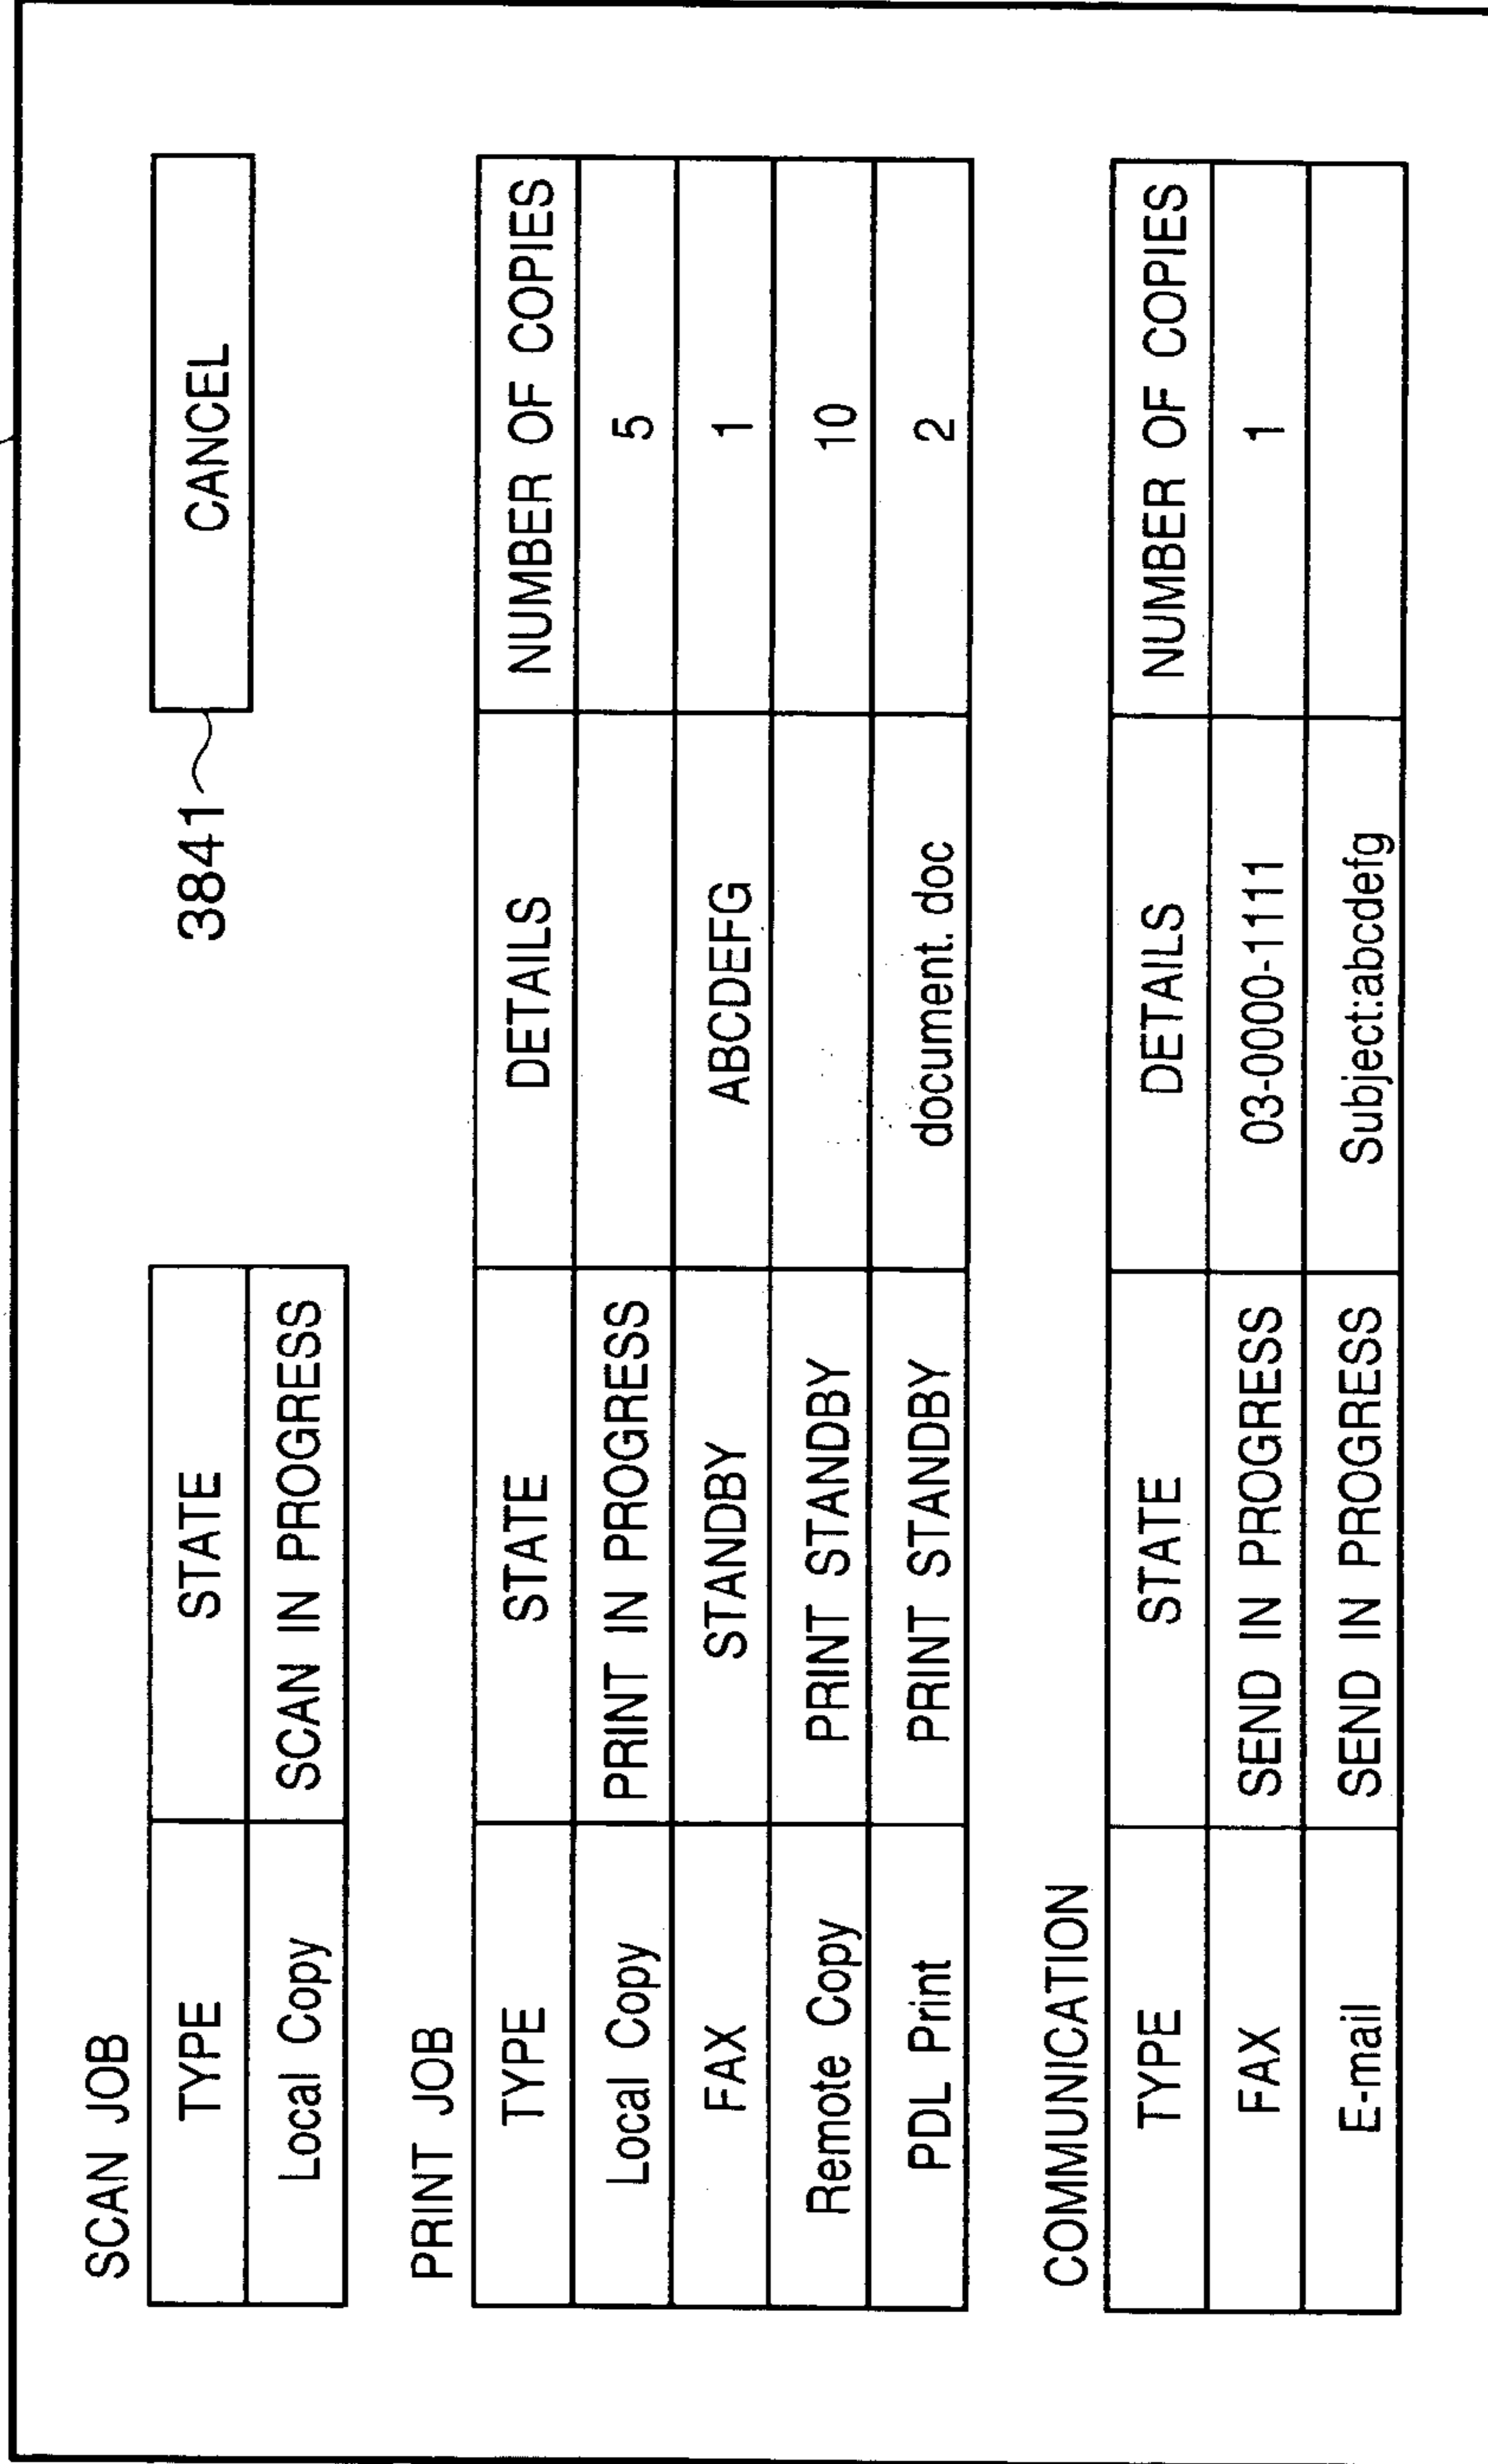 3841 CANCEL
SCAN JOB
TYPE STATE
Local Copy SCAN IN PROGRESS
PRINT JOB
TYPE STATE DETAILS NUMBER OF COPIES
Local Copy PRINT IN PROGRESS 5
FAX STANDBY ABCDEFG 1
Remote Copy PRINT STANDBY 10
PDL Print PRINT STANDBY document. doc 2
COMMUNICATION
TYPE STATE DETAILS NUMBER OF COPIES
FAX SEND IN PROGRESS 03-0000-1111 1
E-mail SEND IN PROGRESS Subject:abcdefg